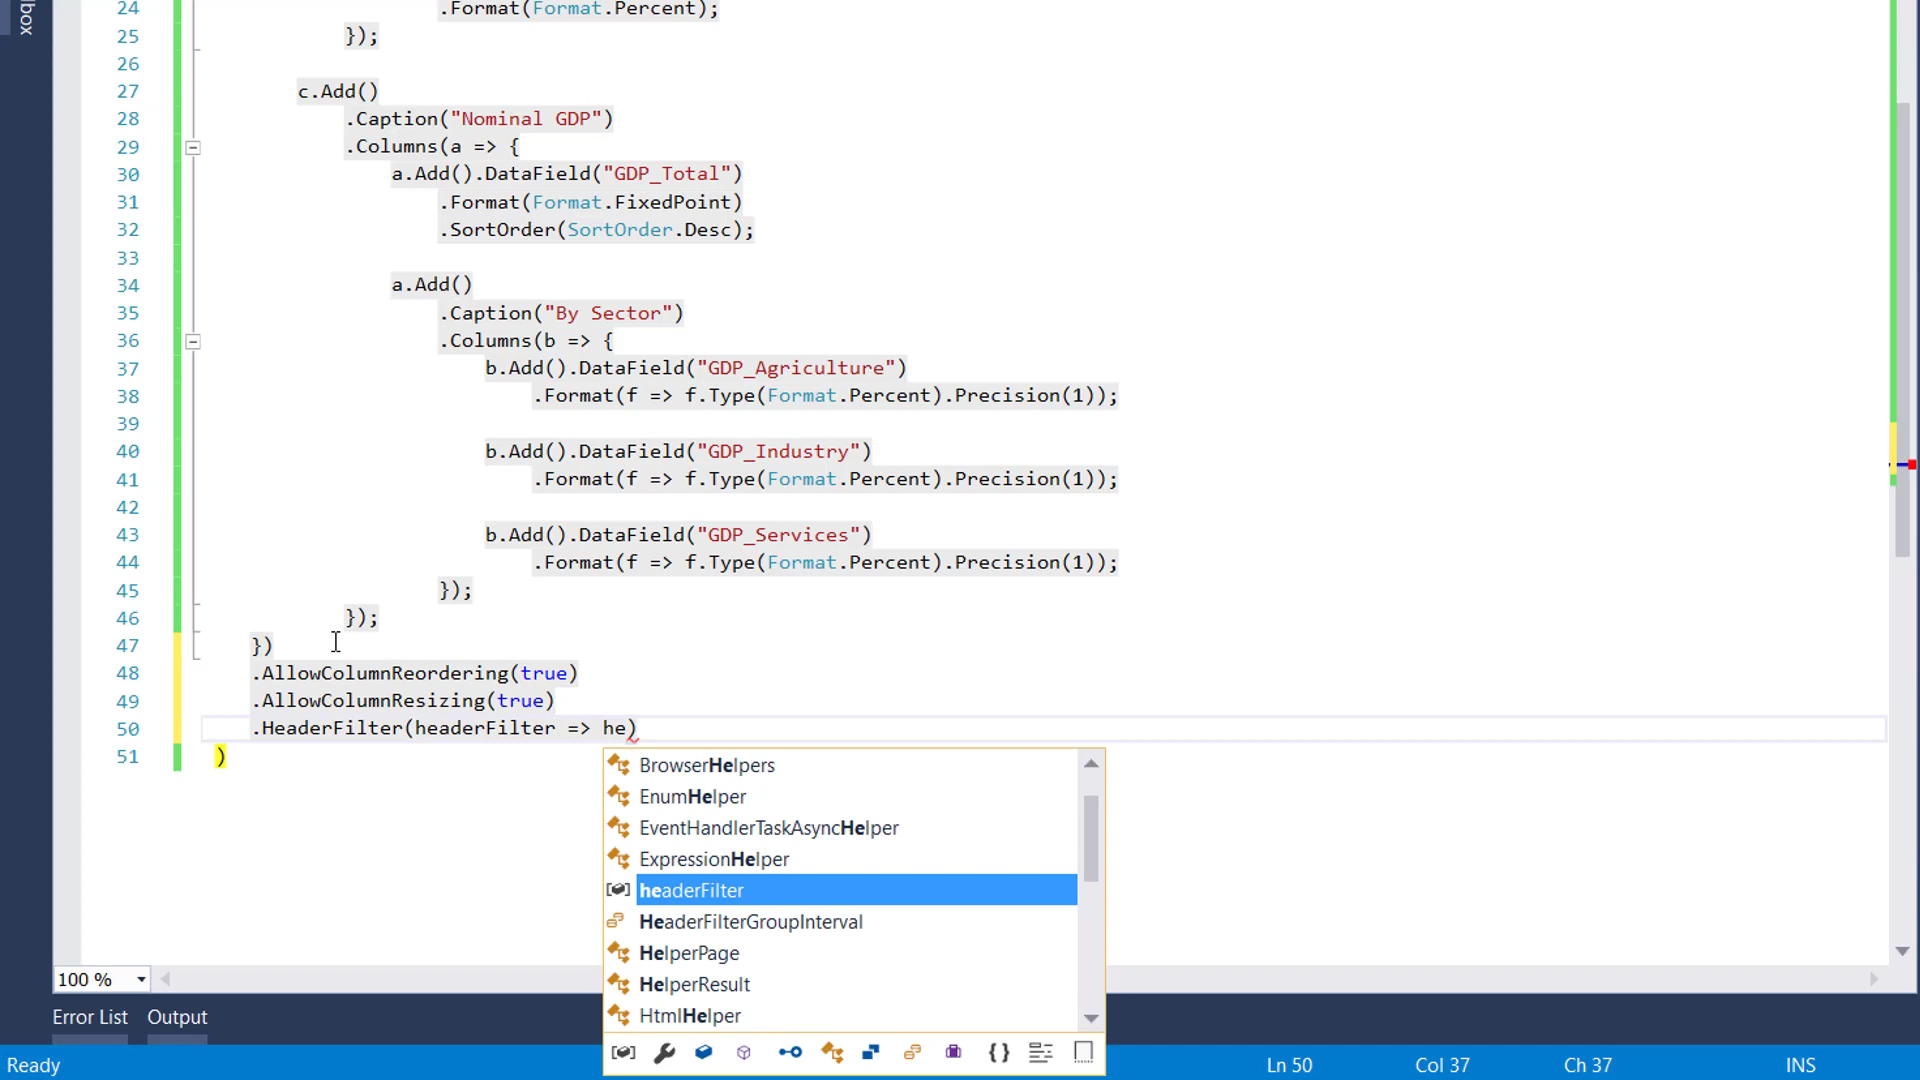 lbox
24 .Format(Format.Percent);
25 });
26
27 c.Add()
28 .Caption("Nominal GDP")
29 .Columns(a => {
30 a.Add().DataField("GDP_Total")
31 .Format(Format.FixedPoint)
32 .SortOrder(SortOrder.Desc);
33
34 a.Add()
35 .Caption("By Sector")
36 .Columns(b => {
37 b.Add().DataField("GDP_Agriculture")
38 .Format(f => f.Type(Format.Percent).Precision(1));
39
40 b.Add().DataField("GDP_Industry")
41 .Format(f => f.Type(Format.Percent).Precision(1));
42
43 b.Add().DataField("GDP_Services")
44 .Format(f => f.Type(Format.Percent).Precision(1));
45 });
46 });
47 })
48 .AllowColumnReordering(true)
49 .AllowColumnResizing(true)
50 .HeaderFilter(headerFilter => he)
51 )
BrowserHelpers
EnumHelper
EventHandlerTaskAsyncHelper
ExpressionHelper
headerFilter
HeaderFilterGroupInterval
HelperPage
HelperResult
HtmlHelper
100 %
Error List Output
Ready Ln 50 Col 37 Ch 37 INS